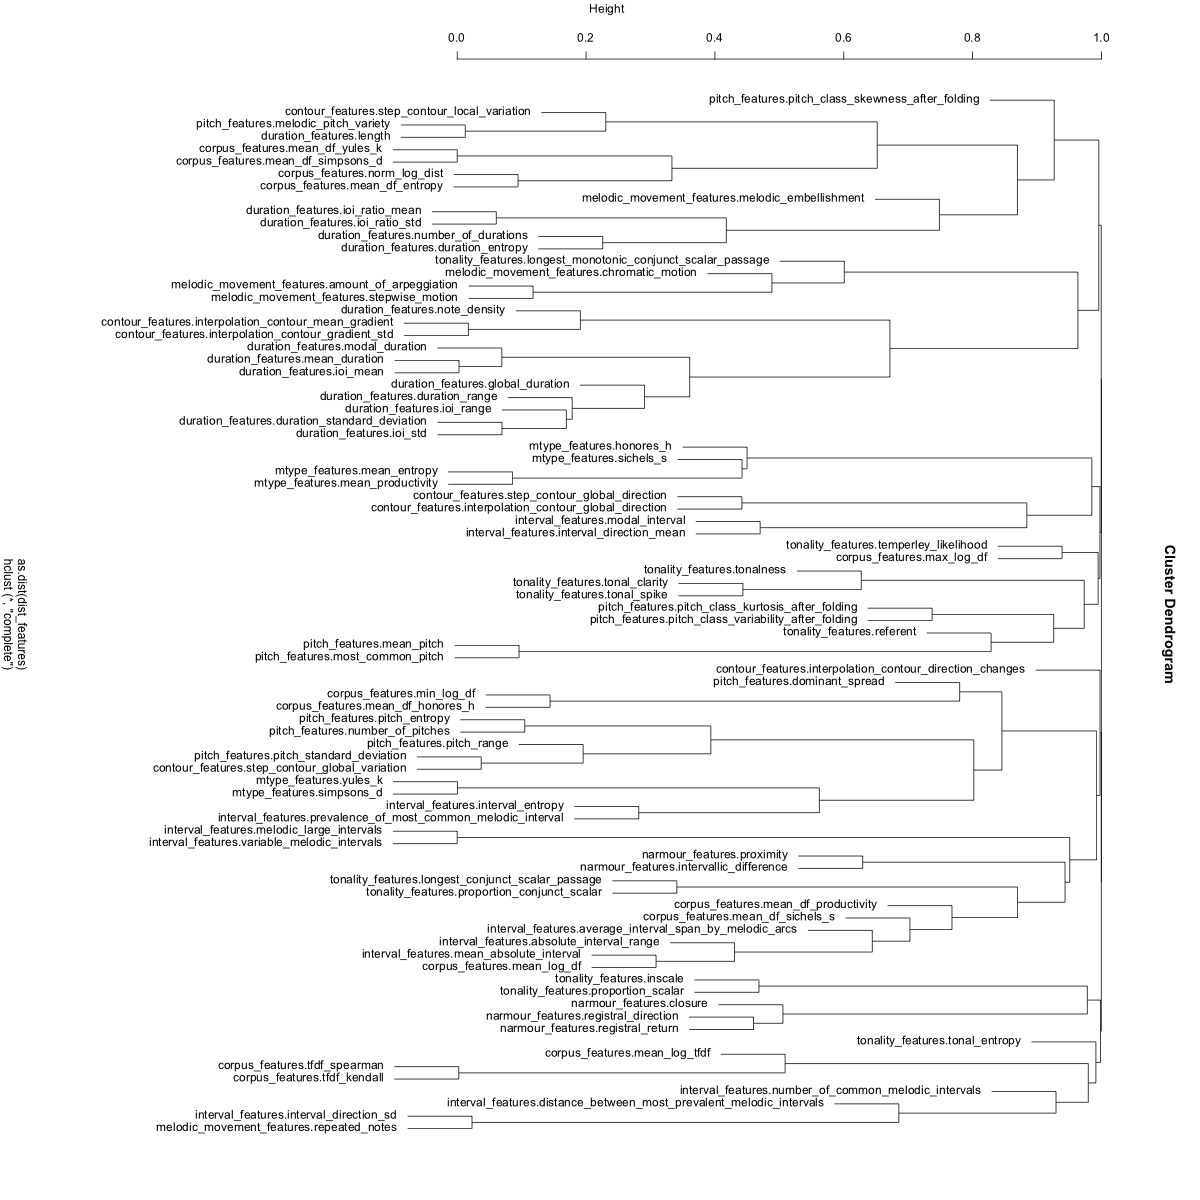 Height
0.0 0.2 0.4 0.6 0.8 1.0
pitch_features.pitch_class_skewness_after_folding
contour_features.step_contour_local_variation
pitch_features.melodic_pitch_variety
duration_features.length
corpus_features.mean_df_yules_k
corpus_features.mean_df_simpsons_d
corpus_features.norm_log_dist
corpus_features.mean_df_entropy
melodic_movement_features.melodic_embellishment
duration_features.ioi_ratio_mean
duration_features.ioi_ratio_std
duration_features.number_of_durations
duration_features.duration_entropy
tonality_features.longest_monotonic_conjunct_scalar_passage
melodic_movement_features.chromatic_motion
melodic_movement_features.amount_of_arpeggiation
melodic_movement_features.stepwise_motion
duration_features.note_density
contour_features.interpolation_contour_mean_gradient
contour_features.interpolation_contour_gradient_std
duration_features.modal_duration
duration_features.mean_duration
duration_features.ioi_mean
duration_features.global_duration
duration_features.duration_range
duration_features.ioi_range
duration_features.duration_standard_deviation
duration_features.ioi_std
mtype_features.honores_h
mtype_features.sichels_s
mtype_features.mean_entropy
mtype_features.mean_productivity
contour_features.step_contour_global_direction
contour_features.interpolation_contour_global_direction
interval_features.modal_interval
interval_features.interval_direction_mean
tonality_features.temperley_likelihood
corpus_features.max_log_df
tonality_features.tonalness
tonality_features.tonal_clarity
tonality_features.tonal_spike
pitch_features.pitch_class_kurtosis_after_folding
pitch_features.pitch_class_variability_after_folding
tonality_features.referent
pitch_features.mean_pitch
pitch_features.most_common_pitch
contour_features.interpolation_contour_direction_changes
pitch_features.dominant_spread
corpus_features.min_log_df
corpus_features.mean_df_honores_h
pitch_features.pitch_entropy
pitch_features.number_of_pitches
pitch_features.pitch_range
pitch_features.pitch_standard_deviation
contour_features.step_contour_global_variation
mtype_features.yules_k
mtype_features.simpsons_d
interval_features.interval_entropy
interval_features.prevalence_of_most_common_melodic_interval
interval_features.melodic_large_intervals
interval_features.variable_melodic_intervals
narmour_features.proximity
narmour_features.intervallic_difference
tonality_features.longest_conjunct_scalar_passage
tonality_features.proportion_conjunct_scalar
corpus_features.mean_df_productivity
corpus_features.mean_df_sichels_s
interval_features.average_interval_span_by_melodic_arcs
interval_features.absolute_interval_range
interval_features.mean_absolute_interval
corpus_features.mean_log_df
tonality_features.inscale
tonality_features.proportion_scalar
narmour_features.closure
narmour_features.registral_direction
narmour_features.registral_return
tonality_features.tonal_entropy
corpus_features.mean_log_tfdf
corpus_features.tfdf_spearman
corpus_features.tfdf_kendall
interval_features.number_of_common_melodic_intervals
interval_features.distance_between_most_prevalent_melodic_intervals
interval_features.interval_direction_sd
melodic_movement_features.repeated_notes
Cluster Dendrogram
as.dist(dist_features)
hclust (*, "complete")